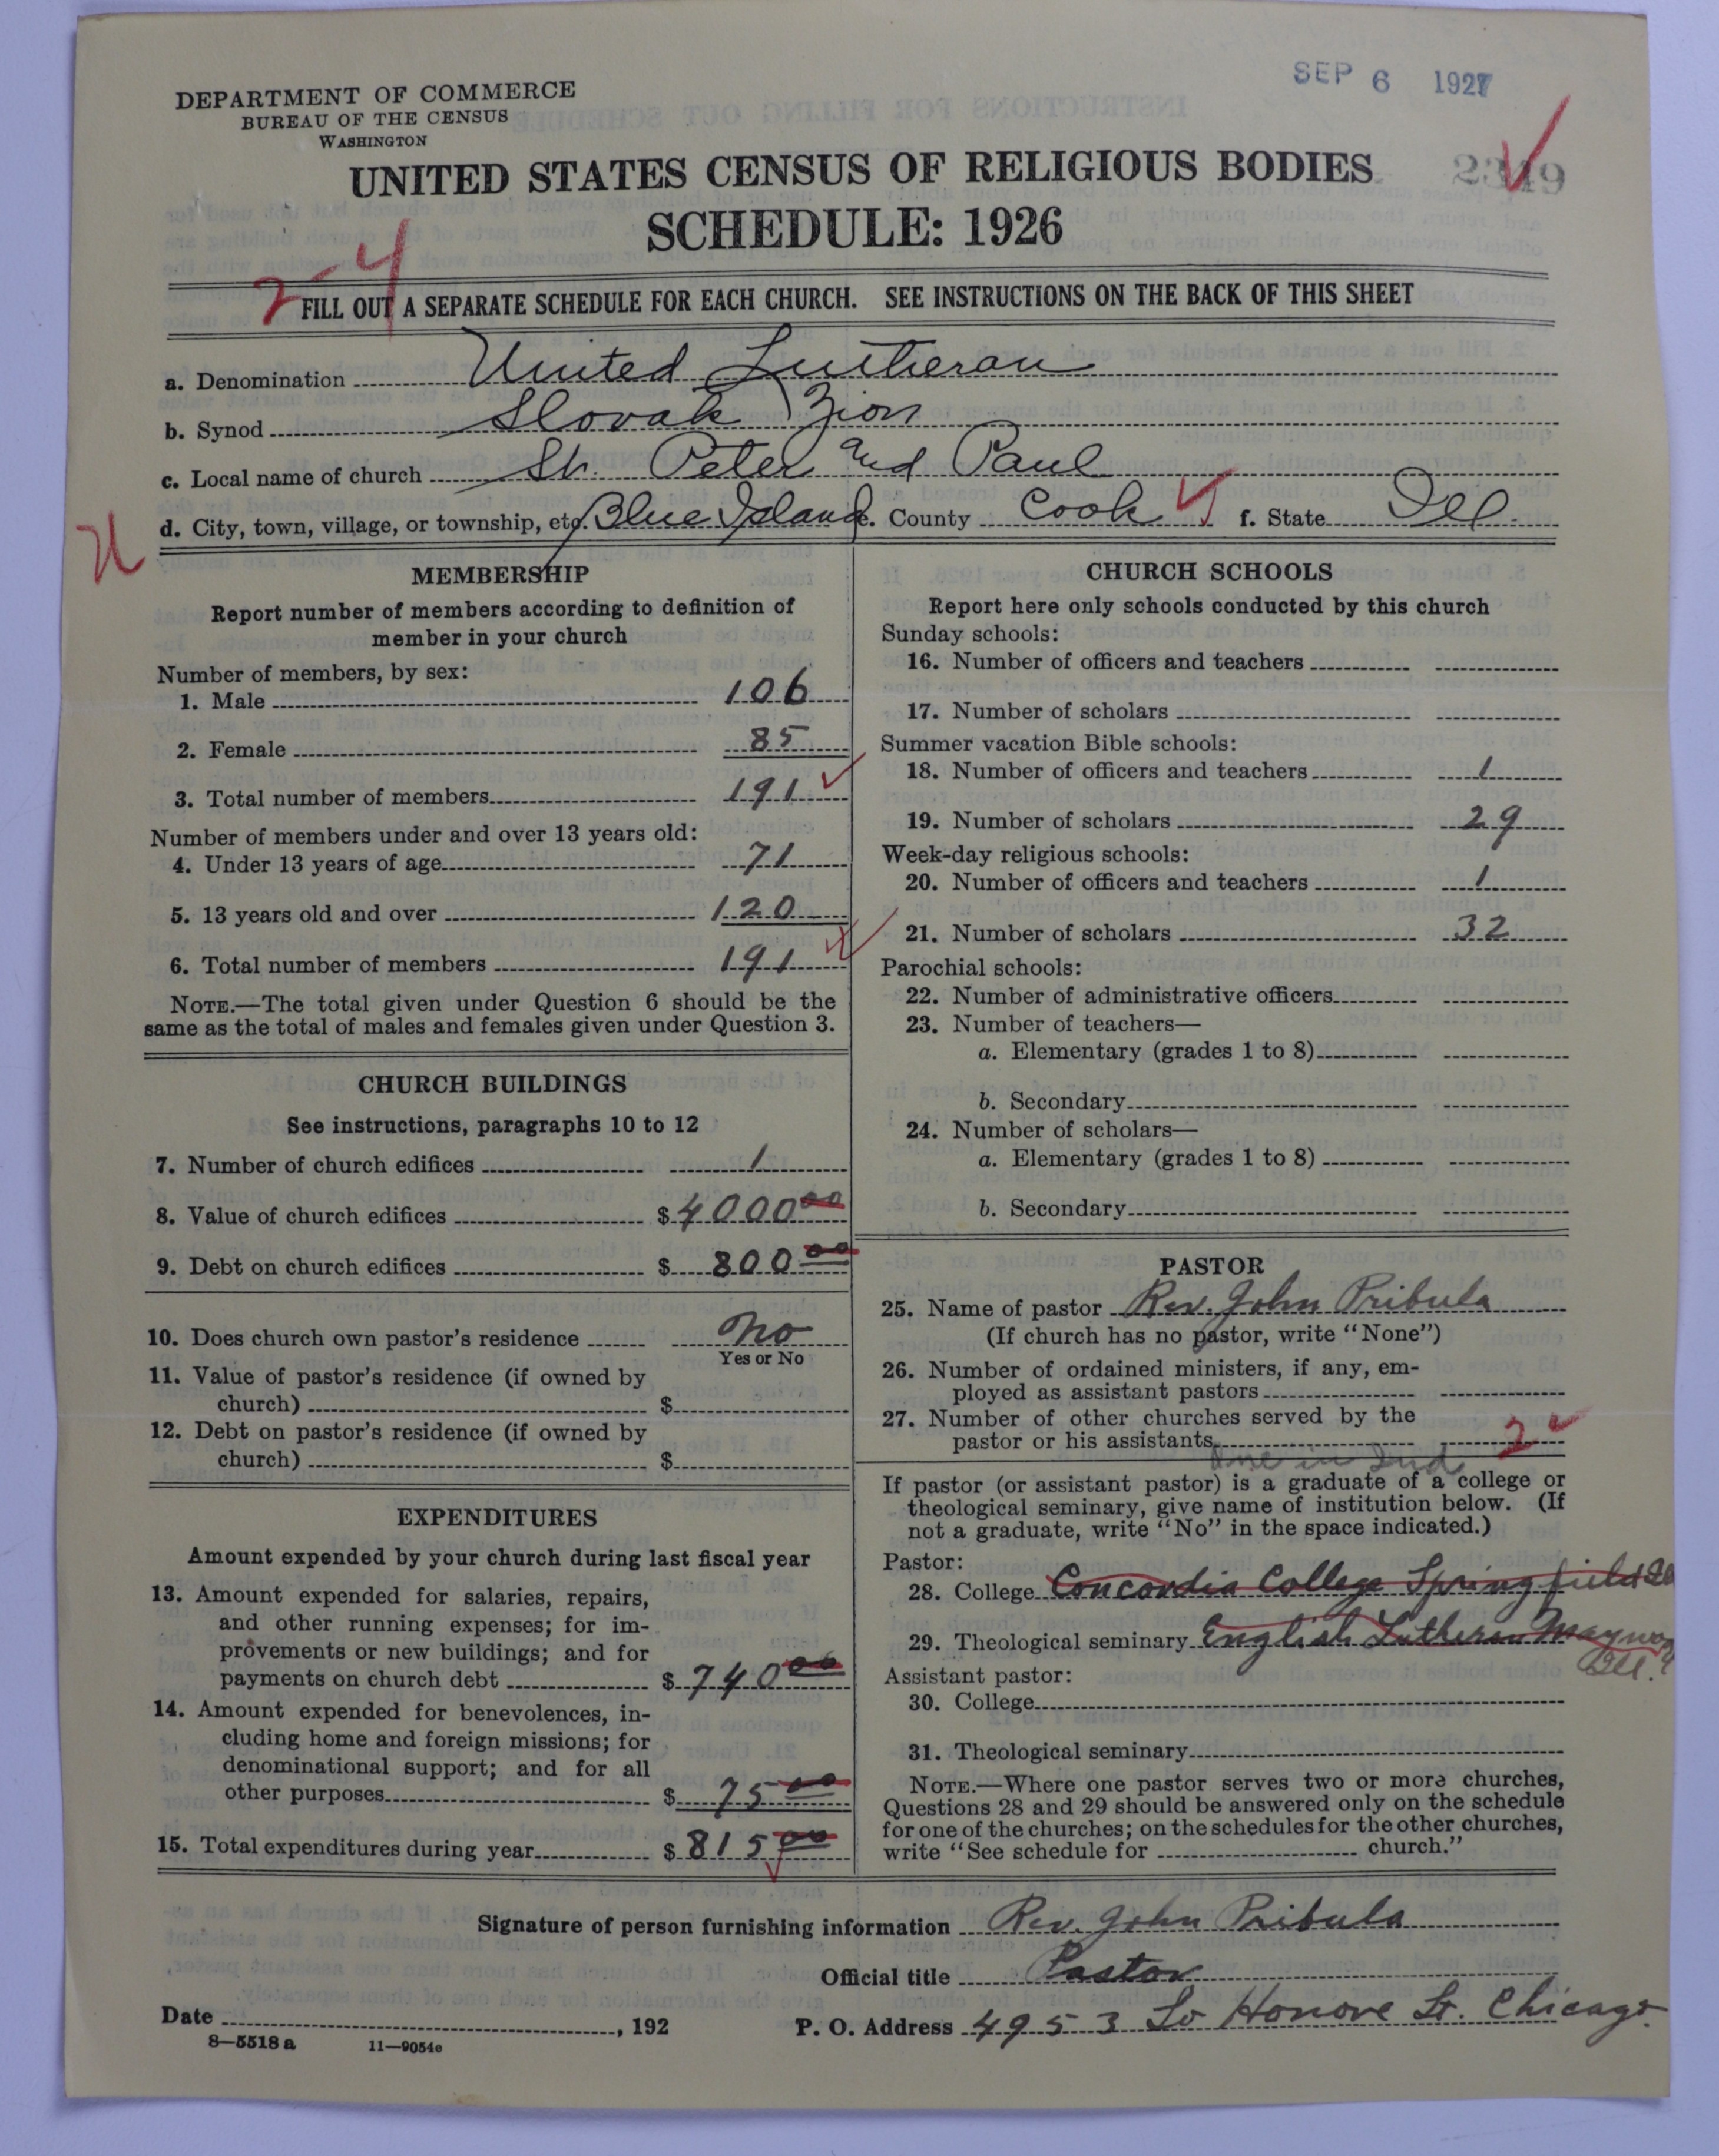 SEP 6 1927
DEPARTMENT OF COMMERCE
BUREAU OF THE CENSUS
WASHINGTON
UNITED STATES CENSUS OF RELIGIOUS BODIES
SCHEDULE: 1926
2-4
FILL OUT A SEPARATE SCHEDULE FOR EACH CHURCH. SEE INSTRUCTIONS ON THE BACK OF THIS SHEET
a. Denomination United Lutheran
b. Synod Slovak Zion
c. Local name of church St. Peter and Paul
d. City, town, village, or township, etc. Blue Island e. County Cook f. State Ill.
MEMBERSHIP
Report number of members according to definition of
member in your church
Number of members, by sex:
1. Male 106
2. Female 85
3. Total number of members 191
Number of members under and over 13 years old:
4. Under 13 years of age 71
5. 13 years old and over 120
6. Total number of members 191
NOTE.—The total given under Question 6 should be the
same as the total of males and females given under Question 3.
CHURCH BUILDINGS
See instructions, paragraphs 10 to 12
7. Number of church edifices 1
8. Value of church edifices $ 4000 00
9. Debt on church edifices $ 800 00
10. Does church own pastor's residence No
Yes or No
11. Value of pastor's residence (if owned by
church) $
12. Debt on pastor's residence (if owned by
church) $
EXPENDITURES
Amount expended by your church during last fiscal year
13. Amount expended for salaries, repairs,
and other running expenses; for im-
provements or new buildings; and for
payments on church debt $ 740 00
14. Amount expended for benevolences, in-
cluding home and foreign missions; for
denominational support; and for all
other purposes $ 75 00
15. Total expenditures during year $ 815 00
CHURCH SCHOOLS
Report here only schools conducted by this church
Sunday schools:
16. Number of officers and teachers
17. Number of scholars
Summer vacation Bible schools:
18. Number of officers and teachers 1
19. Number of scholars 29
Week-day religious schools:
20. Number of officers and teachers 1
21. Number of scholars 32
Parochial schools:
22. Number of administrative officers
23. Number of teachers—
a. Elementary (grades 1 to 8)
b. Secondary
24. Number of scholars—
a. Elementary (grades 1 to 8)
b. Secondary
PASTOR
25. Name of pastor Rev. John Pribula
(If church has no pastor, write "None")
26. Number of ordained ministers, if any, em-
ployed as assistant pastors
27. Number of other churches served by the
pastor or his assistants 2
One in Ind
If pastor (or assistant pastor) is a graduate of a college or
theological seminary, give name of institution below. (If
not a graduate, write "No" in the space indicated.)
Pastor:
28. College Concordia College Springfield Ill
29. Theological seminary English Lutheran Maywood
Ill.
Assistant pastor:
30. College
31. Theological seminary
NOTE.—Where one pastor serves two or more churches,
Questions 28 and 29 should be answered only on the schedule
for one of the churches; on the schedules for the other churches,
write "See schedule for church."
Signature of person furnishing information Rev. John Pribula
Official title Pastor
Date , 192
P. O. Address 4953 So Honore St. Chicago
8—5518 a 11—9054e